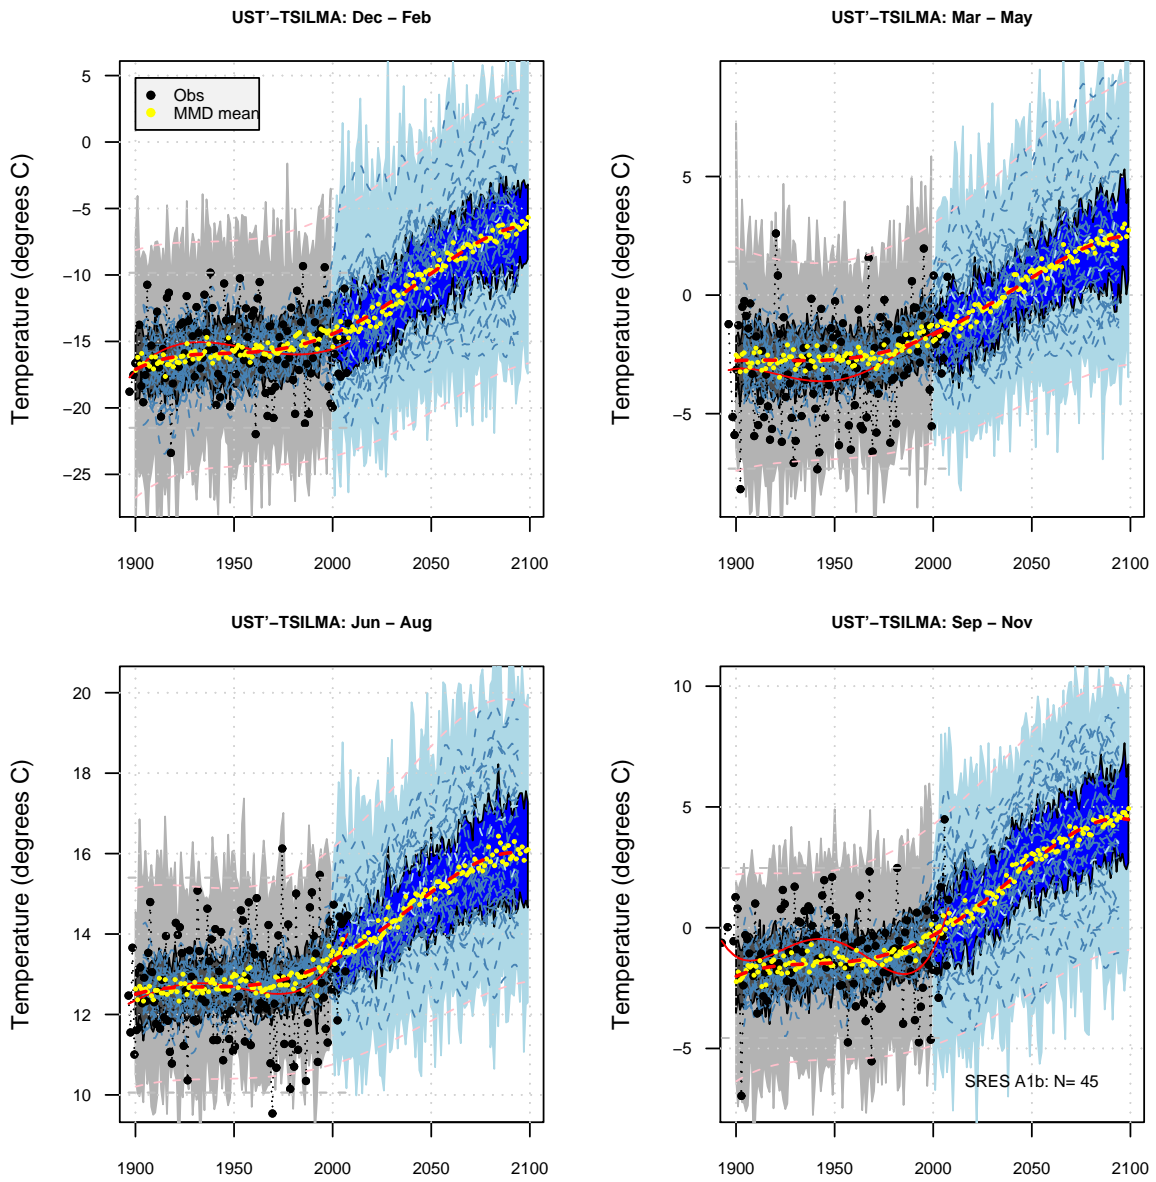 UST'−TSILMA: Dec − Feb
Temperature (degrees C)
5
0
−5
−10
−15
−20
−25
Obs
MMD mean
1900 1950 2000 2050 2100
UST'−TSILMA: Mar − May
Temperature (degrees C)
5
0
−5
1900 1950 2000 2050 2100
UST'−TSILMA: Jun − Aug
Temperature (degrees C)
20
18
16
14
12
10
1900 1950 2000 2050 2100
UST'−TSILMA: Sep − Nov
Temperature (degrees C)
10
5
0
−5
SRES A1b: N= 45
1900 1950 2000 2050 2100